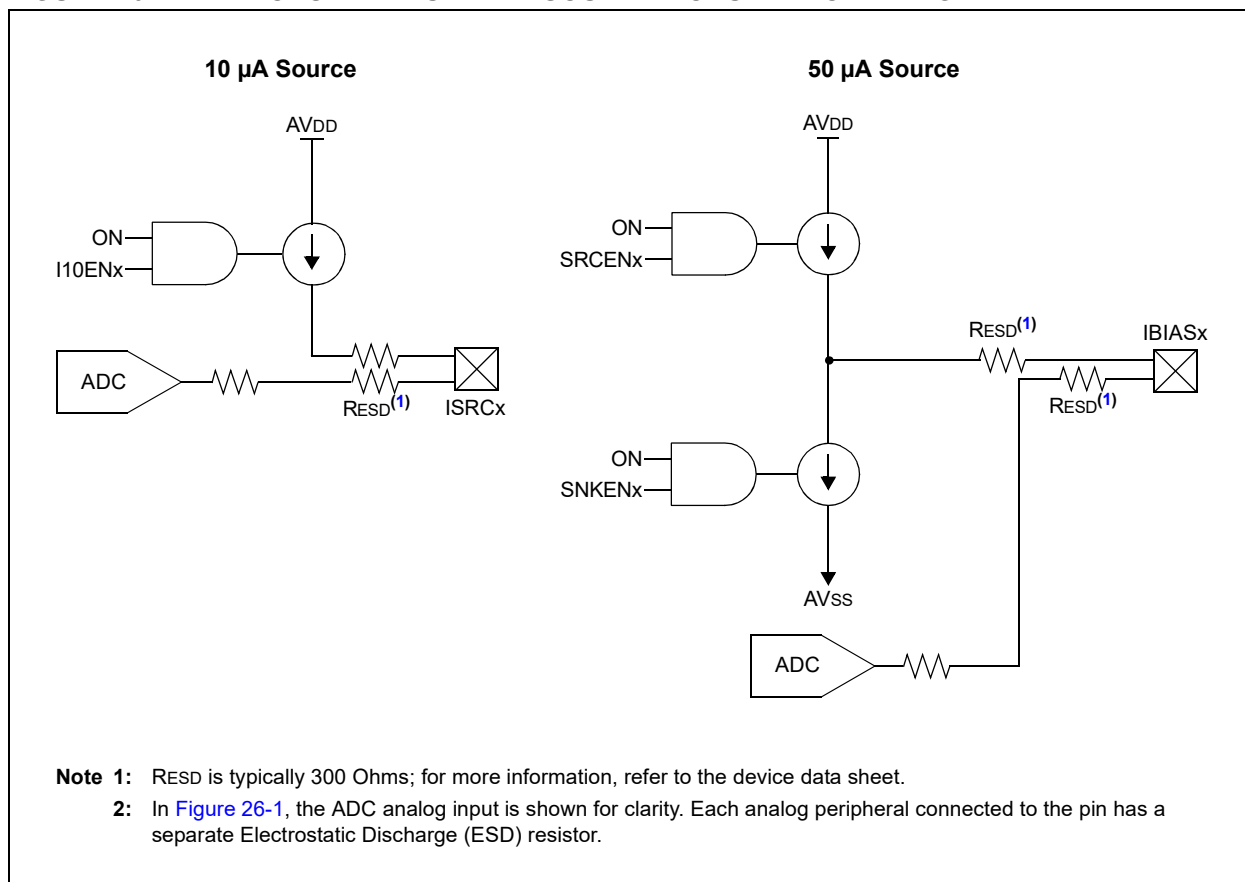 10 µA Source
AVDD
ON
I10ENx
ADC
RESD(1)
ISRCx
50 µA Source
AVDD
ON
SRCENx
RESD(1)
IBIASx
RESD(1)
ON
SNKENx
AVSS
ADC
Note 1: RESD is typically 300 Ohms; for more information, refer to the device data sheet.
2: In Figure 26-1, the ADC analog input is shown for clarity. Each analog peripheral connected to the pin has a
separate Electrostatic Discharge (ESD) resistor.